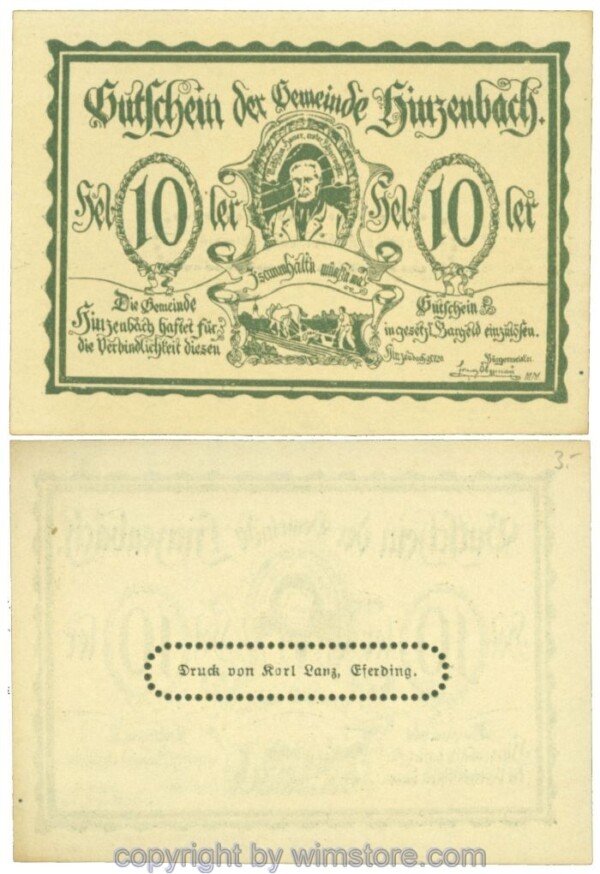 Gutschein der Gemeinde Hinzenbach.
Hel- 10 ler Hel- 10 ler
Die Gemeinde
Hinzenbach haftet für
die Verbindlichkeit diesen
Gutschein
in gesetzl. Bargeld einzulösen.
Bürgermeister
3.-
Druck von Karl Lanz, Eferding.
copyright by wimstore.com